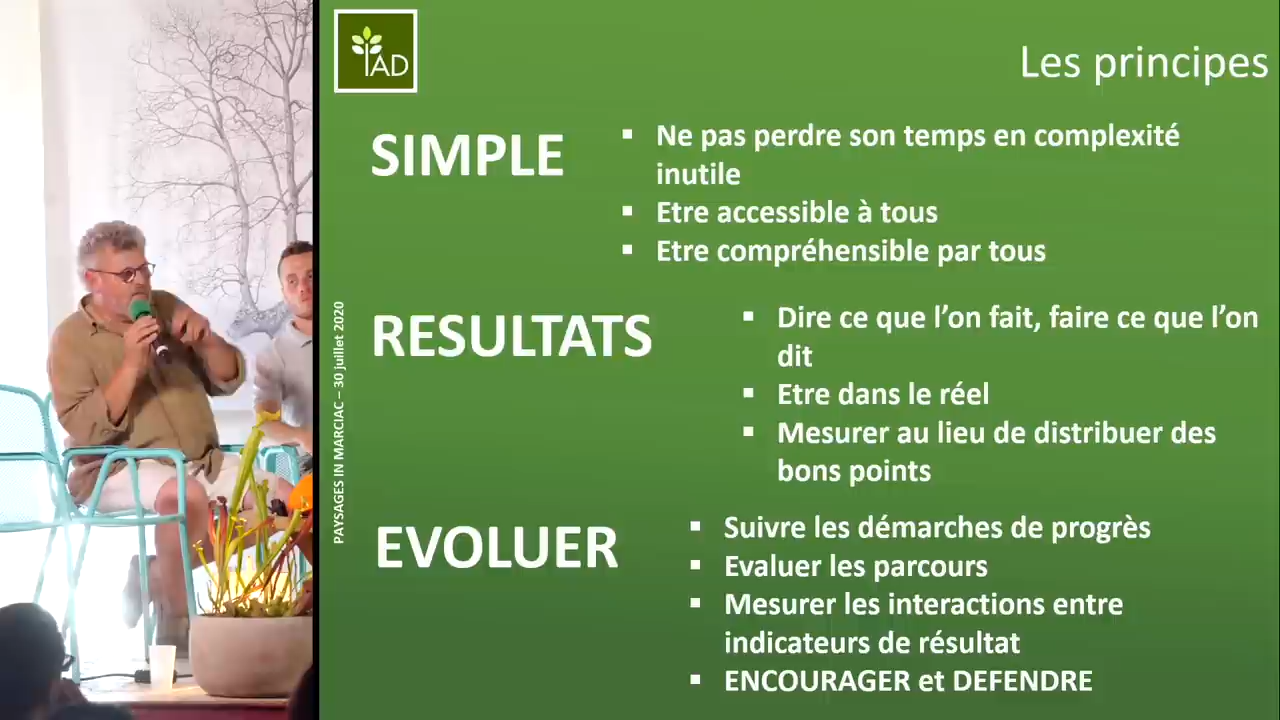 IAD
Les principes
SIMPLE
▪ Ne pas perdre son temps en complexité
inutile
▪ Etre accessible à tous
▪ Etre compréhensible par tous
RESULTATS
▪ Dire ce que l’on fait, faire ce que l’on
dit
▪ Etre dans le réel
▪ Mesurer au lieu de distribuer des
bons points
EVOLUER
▪ Suivre les démarches de progrès
▪ Evaluer les parcours
▪ Mesurer les interactions entre
indicateurs de résultat
▪ ENCOURAGER et DEFENDRE
PAYSAGES IN MARCIAC – 30 juillet 2020